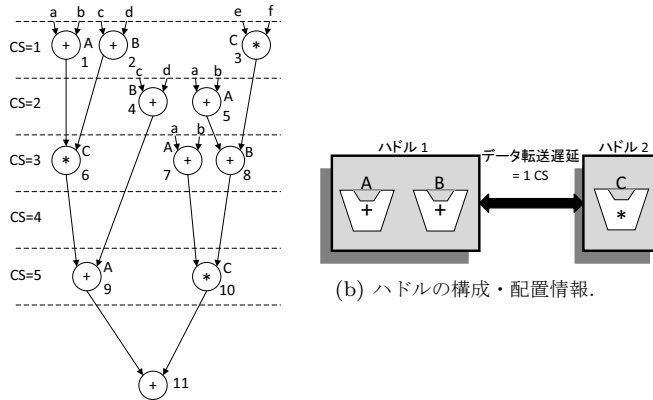 a b c d e f
CS=1 + A 1 + B 2 C 3 *
c d a b
CS=2 B 4 + + A 5
a b
CS=3 * C 6 A 7 + + B 8
CS=4
CS=5 + A 9 * C 10
+ 11
ハドル 1 データ転送遅延 ハドル 2
= 1 CS
A B C
+ + *
(b) ハドルの構成・配置情報.